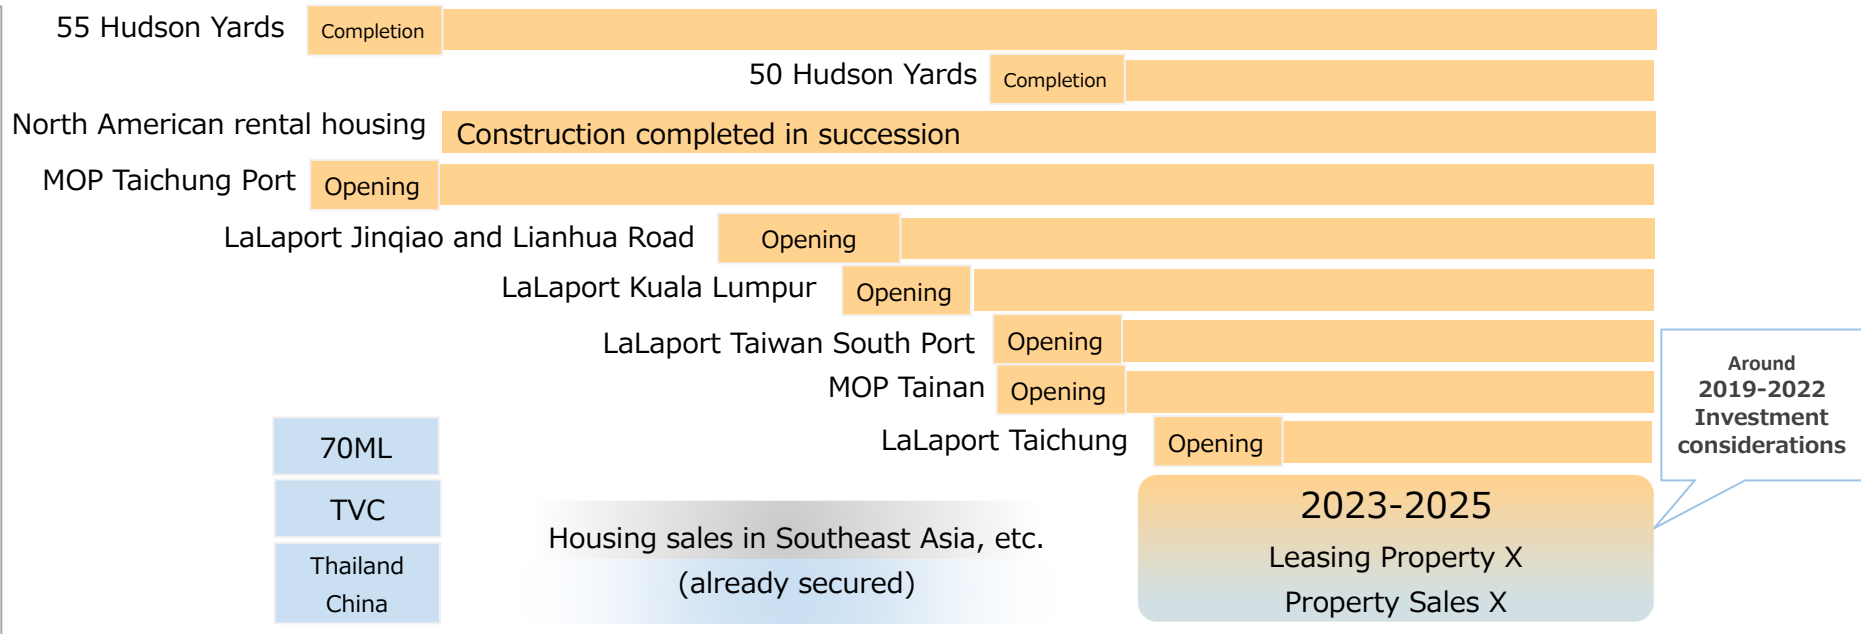 55 Hudson Yards Completion
50 Hudson Yards Completion
North American rental housing Construction completed in succession
MOP Taichung Port Opening
LaLaport Jinqiao and Lianhua Road Opening
LaLaport Kuala Lumpur Opening
LaLaport Taiwan South Port Opening
MOP Tainan Opening
LaLaport Taichung Opening
Around
2019-2022
Investment
considerations
70ML
TVC
Thailand
China
Housing sales in Southeast Asia, etc.
(already secured)
2023-2025
Leasing Property X
Property Sales X